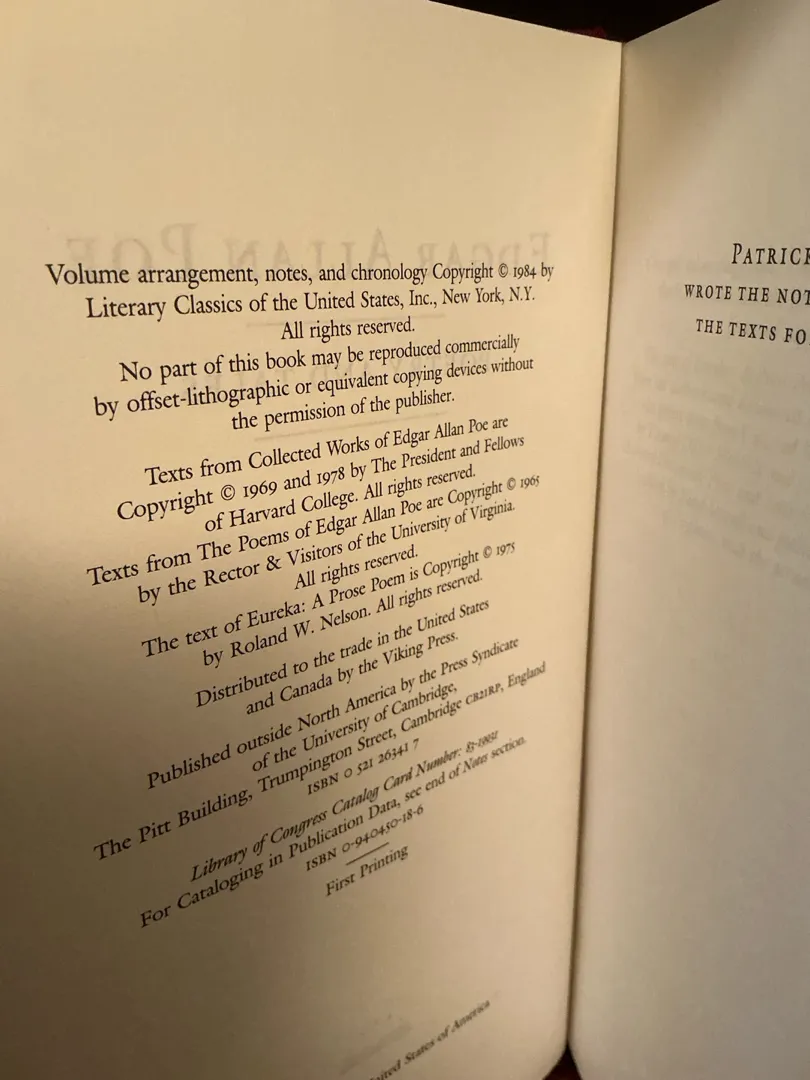 Volume arrangement, notes, and chronology Copyright © 1984 by
Literary Classics of the United States, Inc., New York, N.Y.
All rights reserved.
No part of this book may be reproduced commercially
by offset-lithographic or equivalent copying devices without
the permission of the publisher.
Texts from Collected Works of Edgar Allan Poe are
Copyright © 1969 and 1978 by The President and Fellows
of Harvard College. All rights reserved.
Texts from The Poems of Edgar Allan Poe are Copyright © 1965
by the Rector & Visitors of the University of Virginia.
All rights reserved.
The text of Eureka: A Prose Poem is Copyright © 1975
by Roland W. Nelson. All rights reserved.
Distributed to the trade in the United States
and Canada by the Viking Press.
Published outside North America by the Press Syndicate
of the University of Cambridge,
The Pitt Building, Trumpington Street, Cambridge CB21RP, England
ISBN 0 521 26341 7
Library of Congress Catalog Card Number: 83-19931
For Cataloging in Publication Data, see end of Notes section.
ISBN 0-940450-18-6
First Printing
United States of America
PATRICK
WROTE THE NOT
THE TEXTS FO